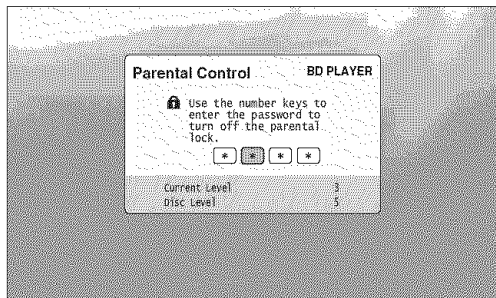 Parental Control BD PLAYER
Use the number keys to
enter the password to
turn off the parental
lock.
* * * *
Current Level 3
Disc Level 5